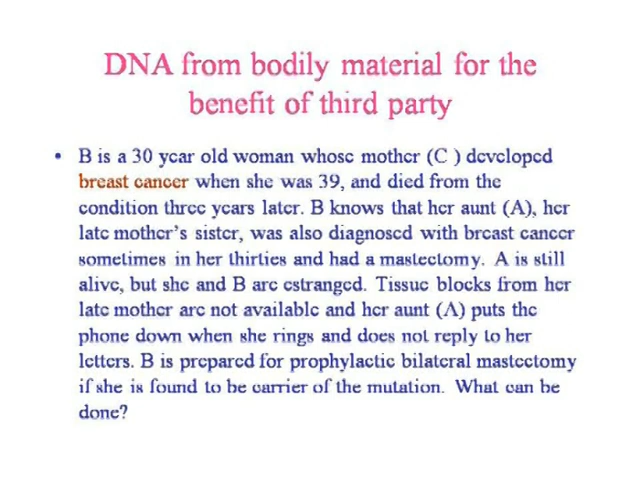 DNA from bodily material for the
benefit of third party
• B is a 30 year old woman whose mother (C ) developed
breast cancer when she was 39, and died from the
condition three years later. B knows that her aunt (A), her
late mother's sister, was also diagnosed with breast cancer
sometimes in her thirties and had a mastectomy. A is still
alive, but she and B are estranged. Tissue blocks from her
late mother are not available and her aunt (A) puts the
phone down when she rings and does not reply to her
letters. B is prepared for prophylactic bilateral mastectomy
if she is found to be carrier of the mutation. What can be
done?